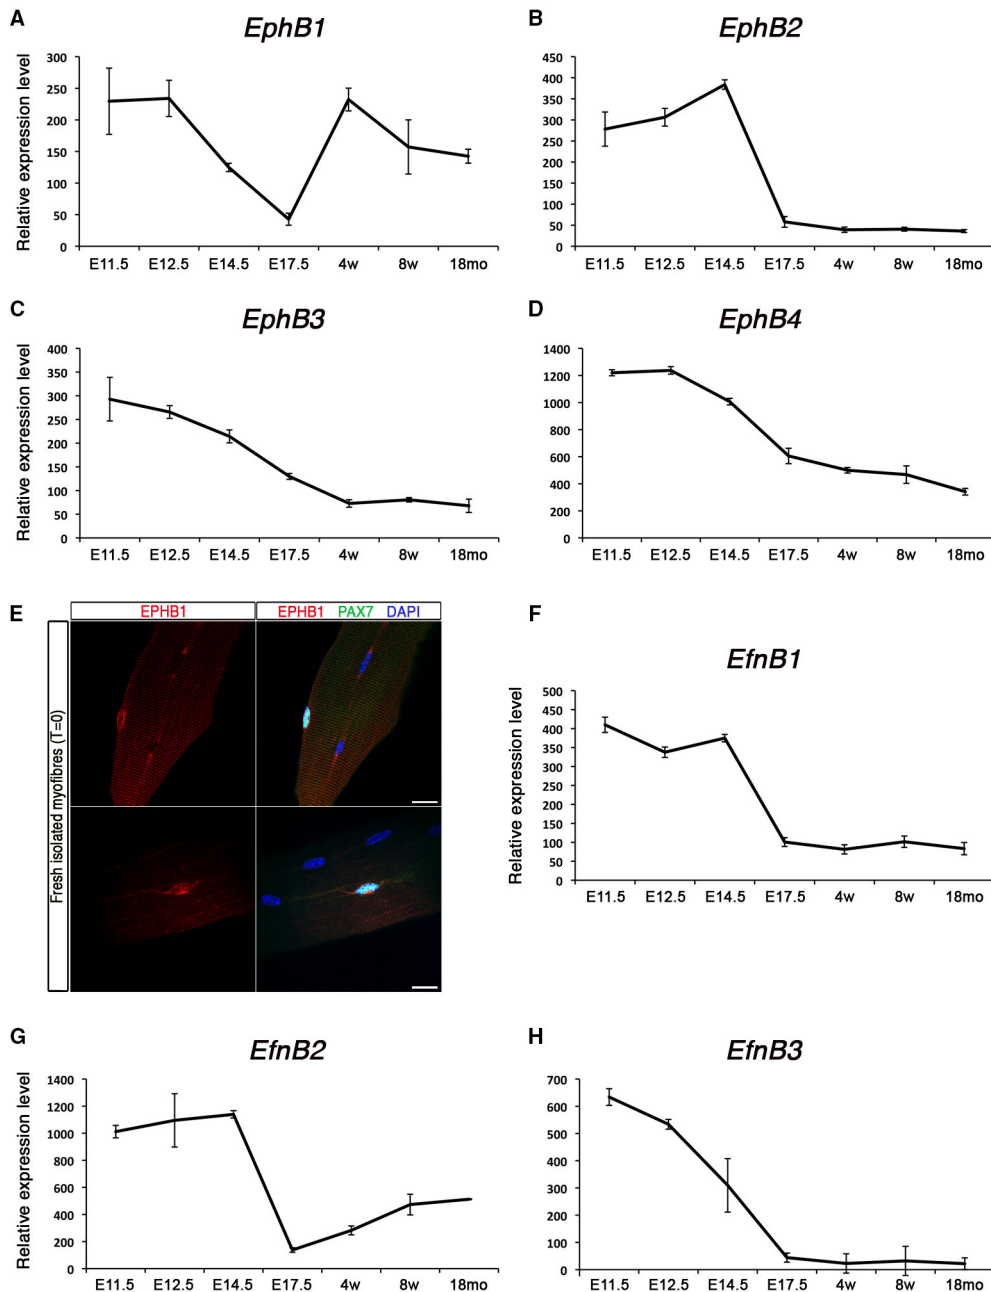 A
EphB1
Relative expression level
300
250
200
150
100
50
0
E11.5 E12.5 E14.5 E17.5 4w 8w 18mo
B
EphB2
450
400
350
300
250
200
150
100
50
0
E11.5 E12.5 E14.5 E17.5 4w 8w 18mo
C
EphB3
Relative expression level
400
350
300
250
200
150
100
50
0
E11.5 E12.5 E14.5 E17.5 4w 8w 18mo
D
EphB4
1400
1200
1000
800
600
400
200
0
E11.5 E12.5 E14.5 E17.5 4w 8w 18mo
E
EPHB1
EPHB1 PAX7 DAPI
Fresh isolated myofibres (T=0)
F
EfnB1
Relative expression level
500
450
400
350
300
250
200
150
100
50
0
E11.5 E12.5 E14.5 E17.5 4w 8w 18mo
G
EfnB2
Relative expression level
1400
1200
1000
800
600
400
200
0
E11.5 E12.5 E14.5 E17.5 4w 8w 18mo
H
EfnB3
700
600
500
400
300
200
100
0
E11.5 E12.5 E14.5 E17.5 4w 8w 18mo